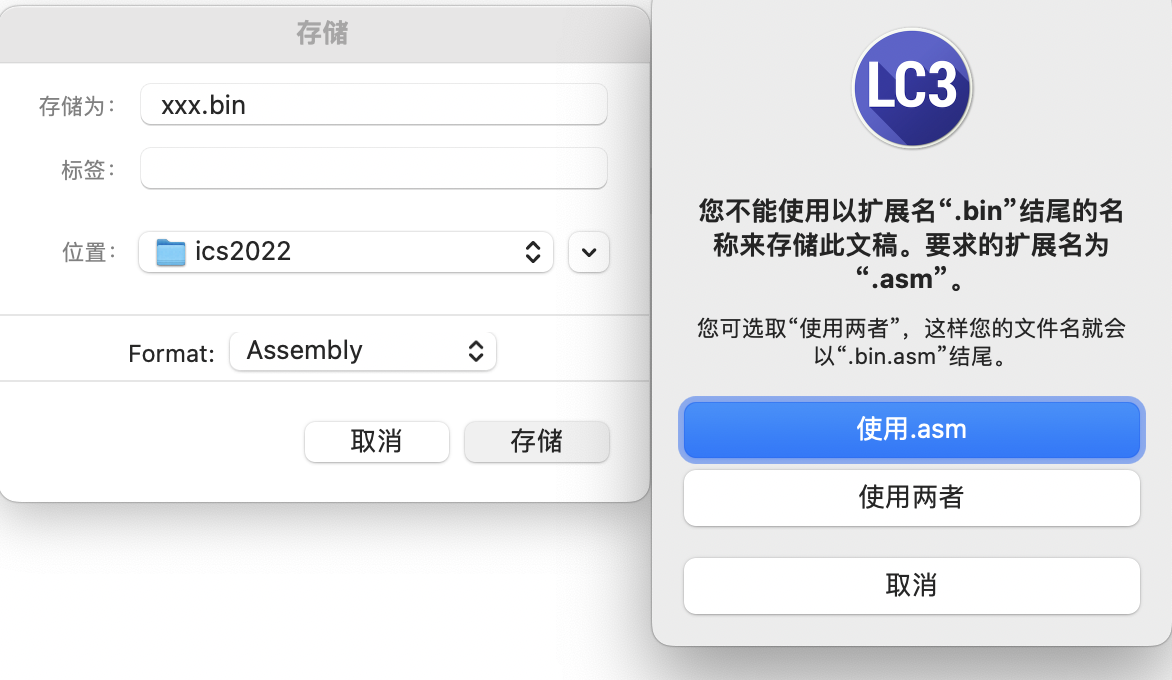 存储
存储为：
xxx.bin
标签：
位置：
ics2022
Format:
Assembly
取消
存储
LC3
您不能使用以扩展名“.bin”结尾的名
称来存储此文稿。要求的扩展名为
“.asm”。
您可选取“使用两者”，这样您的文件名就会
以“.bin.asm”结尾。
使用.asm
使用两者
取消